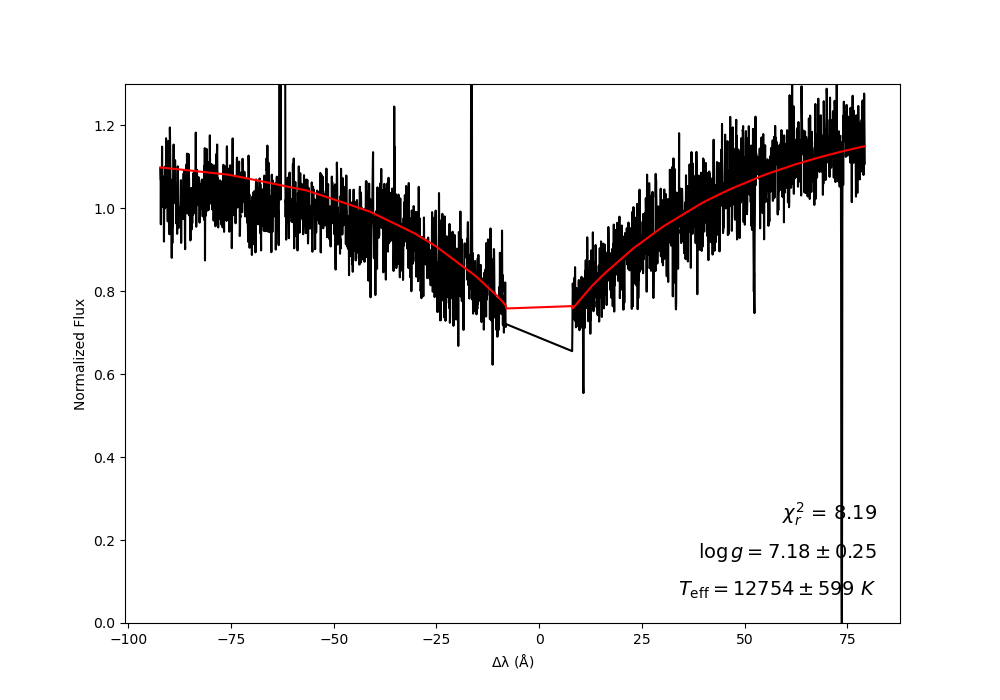 1.2
1.0
0.8
0.6
0.4
0.2
0.0
Normalized Flux
χ²ᵣ = 8.19
log g = 7.18 ± 0.25
T_eff = 12754 ± 599 K
−100 −75 −50 −25 0 25 50 75
Δλ (Å)